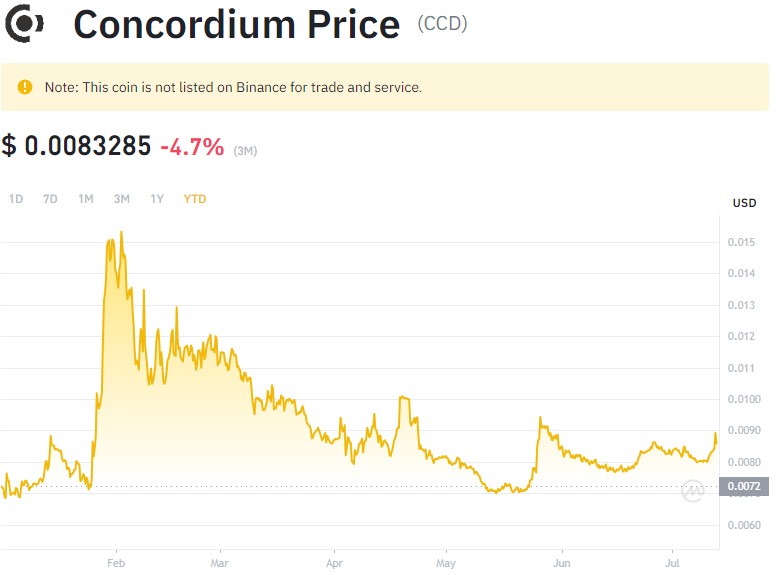 Concordium Price (CCD)
Note: This coin is not listed on Binance for trade and service.
$ 0.0083285 -4.7% (3M)
1D 7D 1M 3M 1Y YTD
USD
0.015
0.014
0.013
0.012
0.011
0.0100
0.0090
0.0080
0.0072
0.0060
Feb Mar Apr May Jun Jul